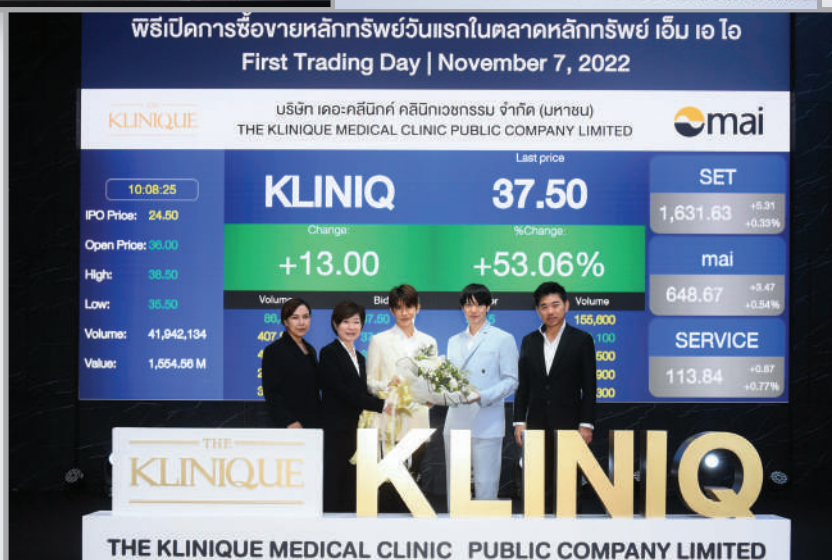 พิธีเปิดการซื้อขายหลักทรัพย์วันแรกในตลาดหลักทรัพย์ เอ็ม เอ ไอ
First Trading Day | November 7, 2022
THE
KLINIQUE
บริษัท เดอะคลีนิกค์ คลินิกเวชกรรม จำกัด (มหาชน)
THE KLINIQUE MEDICAL CLINIC PUBLIC COMPANY LIMITED
mai
10:08:25
IPO Price: 24.50
Open Price: 36.00
High: 38.50
Low: 35.50
Volume: 41,942,134
Value: 1,554.56 M
KLINIQ
Last price
37.50
Change
+13.00
%Change
+53.06%
Volume Bid Volume
155,600
SET
1,631.63 +5.31
+0.33%
mai
648.67 +3.47
+0.54%
SERVICE
113.84 +0.87
+0.77%
THE
KLINIQUE
KLINIQ
THE KLINIQUE MEDICAL CLINIC PUBLIC COMPANY LIMITED